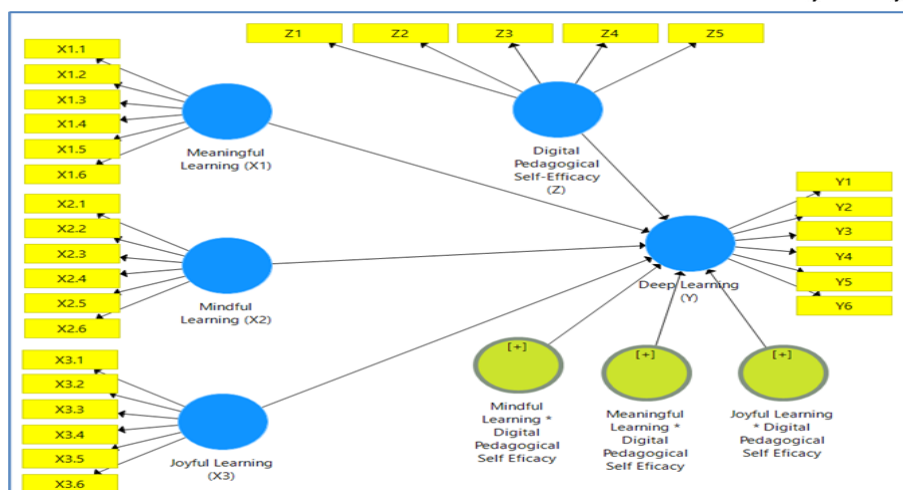 Z1
Z2
Z3
Z4
Z5
X1.1
X1.2
X1.3
X1.4
X1.5
X1.6
Meaningful
Learning (X1)
Digital
Pedagogical
Self-Efficacy
(Z)
X2.1
X2.2
X2.3
X2.4
X2.5
X2.6
Mindful
Learning (X2)
Y1
Y2
Y3
Y4
Y5
Y6
Deep Learning
(Y)
X3.1
X3.2
X3.3
X3.4
X3.5
X3.6
Joyful Learning
(X3)
[+]
Mindful
Learning *
Digital
Pedagogical
Self Eficacy
[+]
Meaningful
Learning *
Digital
Pedagogical
Self Eficacy
[+]
Joyful Learning
* Digital
Pedagogical
Self Eficacy